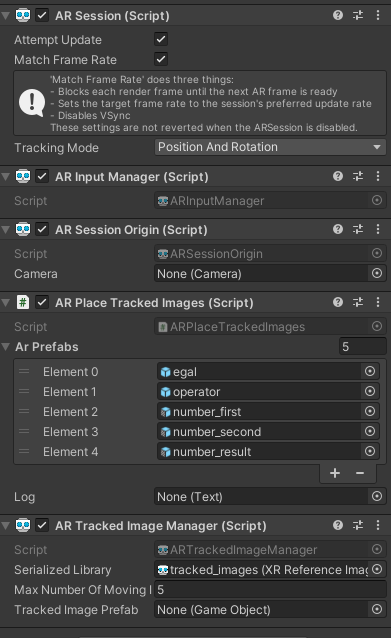 AR Session (Script)
Attempt Update
Match Frame Rate
'Match Frame Rate' does three things:
- Blocks each render frame until the next AR frame is ready
- Sets the target frame rate to the session's preferred update rate
- Disables VSync
These settings are not reverted when the ARSession is disabled.
Tracking Mode Position And Rotation
AR Input Manager (Script)
Script ARInputManager
AR Session Origin (Script)
Script ARSessionOrigin
Camera None (Camera)
AR Place Tracked Images (Script)
Script ARPlaceTrackedImages
Ar Prefabs 5
Element 0 egal
Element 1 operator
Element 2 number_first
Element 3 number_second
Element 4 number_result
Log None (Text)
AR Tracked Image Manager (Script)
Script ARTrackedImageManager
Serialized Library tracked_images (XR Reference Imag
Max Number Of Moving I 5
Tracked Image Prefab None (Game Object)